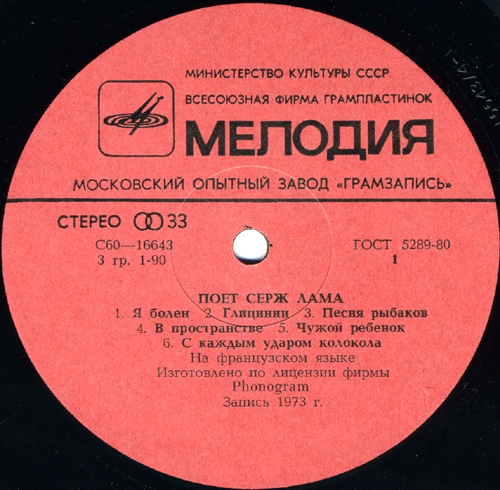 МИНИСТЕРСТВО КУЛЬТУРЫ СССР
ВСЕСОЮЗНАЯ ФИРМА ГРАМПЛАСТИНОК
МЕЛОДИЯ
МОСКОВСКИЙ ОПЫТНЫЙ ЗАВОД «ГРАМЗАПИСЬ»
СТЕРЕО 33
С60—16643 ГОСТ 5289-80
3 гр. 1-90 1
ПОЕТ СЕРЖ ЛАМА
1. Я болен 2. Глицинии 3. Песня рыбаков
4. В пространстве 5. Чужой ребенок
6. С каждым ударом колокола
На французском языке
Изготовлено по лицензии фирмы
Phonogram
Запись 1973 г.